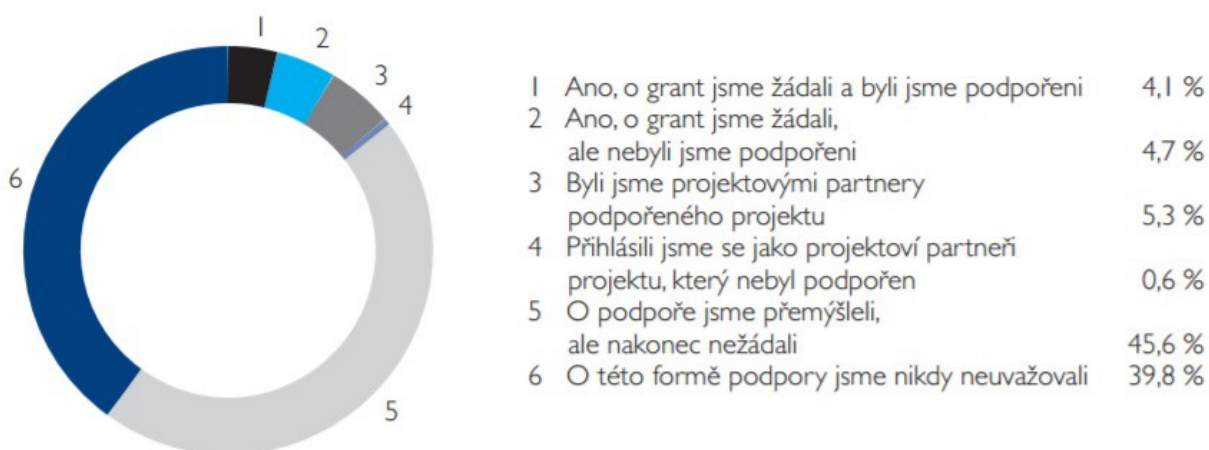 1
2
3
4
5
6
1 Ano, o grant jsme žádali a byli jsme podpořeni 4,1 %
2 Ano, o grant jsme žádali,
ale nebyli jsme podpořeni 4,7 %
3 Byli jsme projektovými partnery
podpořeného projektu 5,3 %
4 Přihlásili jsme se jako projektoví partneři
projektu, který nebyl podpořen 0,6 %
5 O podpoře jsme přemýšleli,
ale nakonec nežádali 45,6 %
6 O této formě podpory jsme nikdy neuvažovali 39,8 %